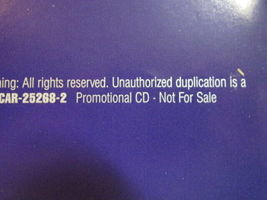 ning: All rights reserved. Unauthorized duplication is a
CAR-25268-2 Promotional CD - Not For Sale